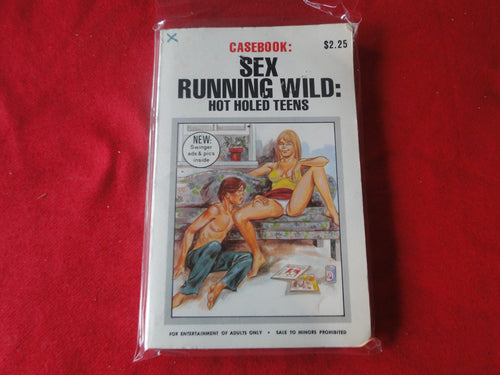 CASEBOOK:
$2.25
SEX
RUNNING WILD:
HOT HOLED TEENS
NEW:
Swinger
ads & pics
inside
FOR ENTERTAINMENT OF ADULTS ONLY • SALE TO MINORS PROHIBITED